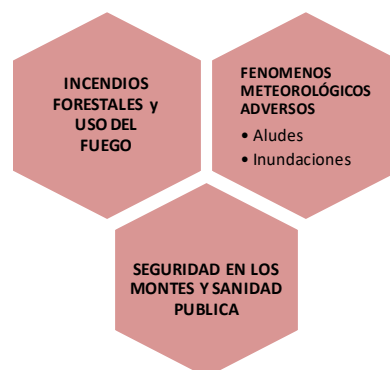 INCENDIOS
FORESTALES y
USO DEL
FUEGO
FENOMENOS
METEOROLÓGICOS
ADVERSOS
• Aludes
• Inundaciones
SEGURIDAD EN LOS
MONTES Y SANIDAD
PUBLICA